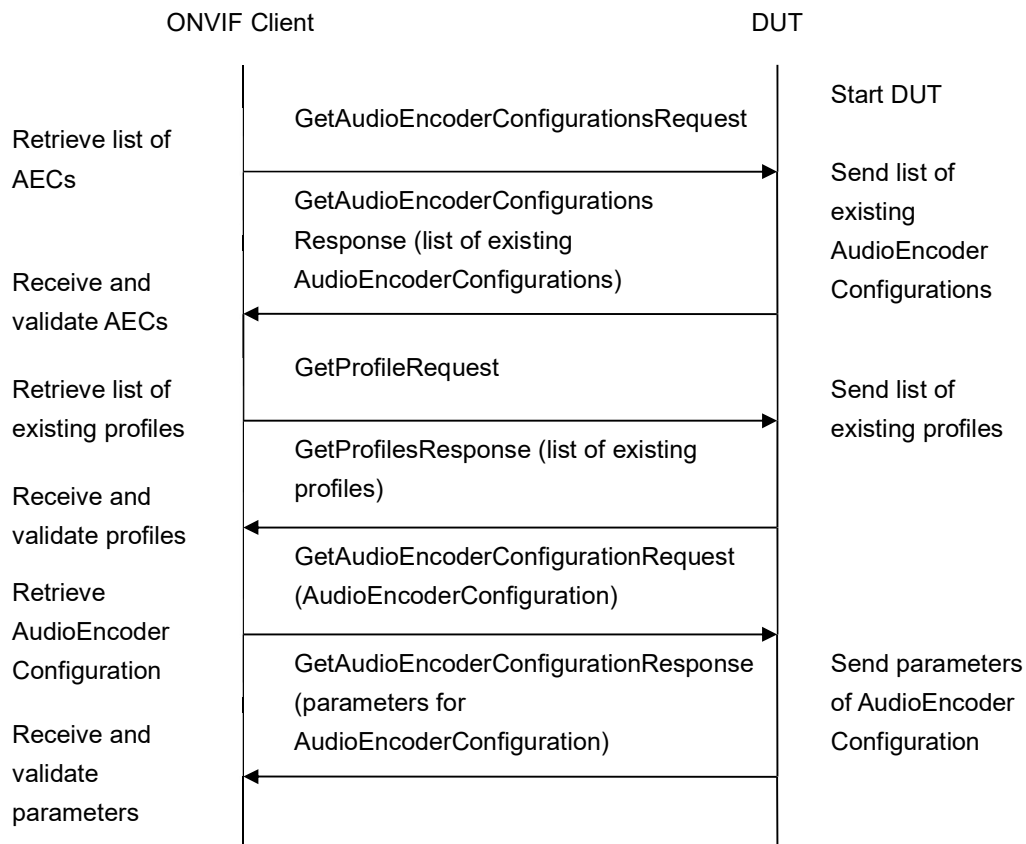 ONVIF Client
DUT
Start DUT
GetAudioEncoderConfigurationsRequest
Retrieve list of
AECs
Send list of
existing
AudioEncoder
Configurations
GetAudioEncoderConfigurations
Response (list of existing
AudioEncoderConfigurations)
Receive and
validate AECs
GetProfileRequest
Retrieve list of
existing profiles
Send list of
existing profiles
GetProfilesResponse (list of existing
profiles)
Receive and
validate profiles
GetAudioEncoderConfigurationRequest
(AudioEncoderConfiguration)
Retrieve
AudioEncoder
Configuration
GetAudioEncoderConfigurationResponse
(parameters for
AudioEncoderConfiguration)
Send parameters
of AudioEncoder
Configuration
Receive and
validate
parameters